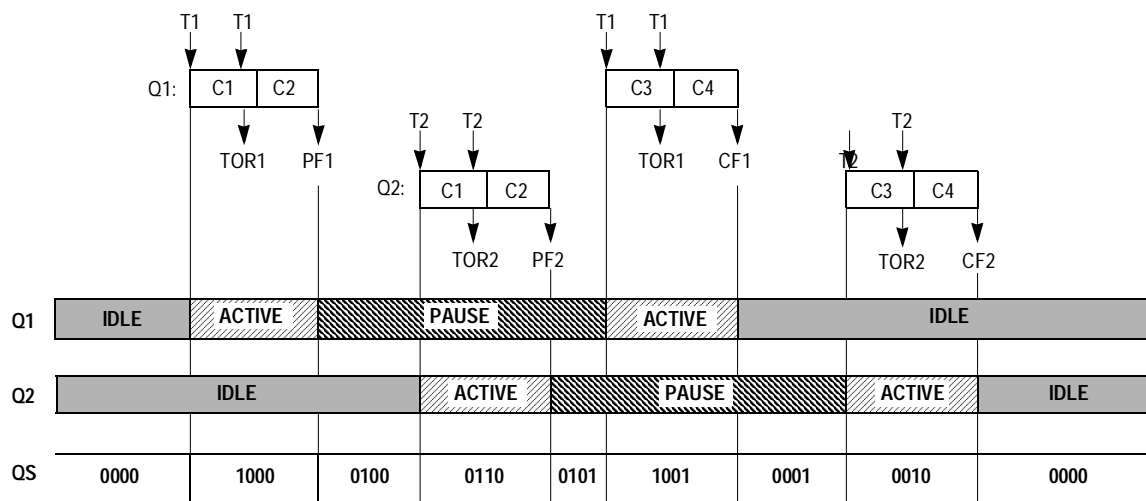 T1 T1 T1 T1
Q1: C1 C2 C3 C4
T2 T2 T2
TOR1 PF1 TOR1 CF1
T2
Q2: C1 C2 C3 C4
TOR2 PF2 TOR2 CF2
Q1 IDLE ACTIVE PAUSE ACTIVE IDLE
Q2 IDLE ACTIVE PAUSE ACTIVE IDLE
QS 0000 1000 0100 0110 0101 1001 0001 0010 0000